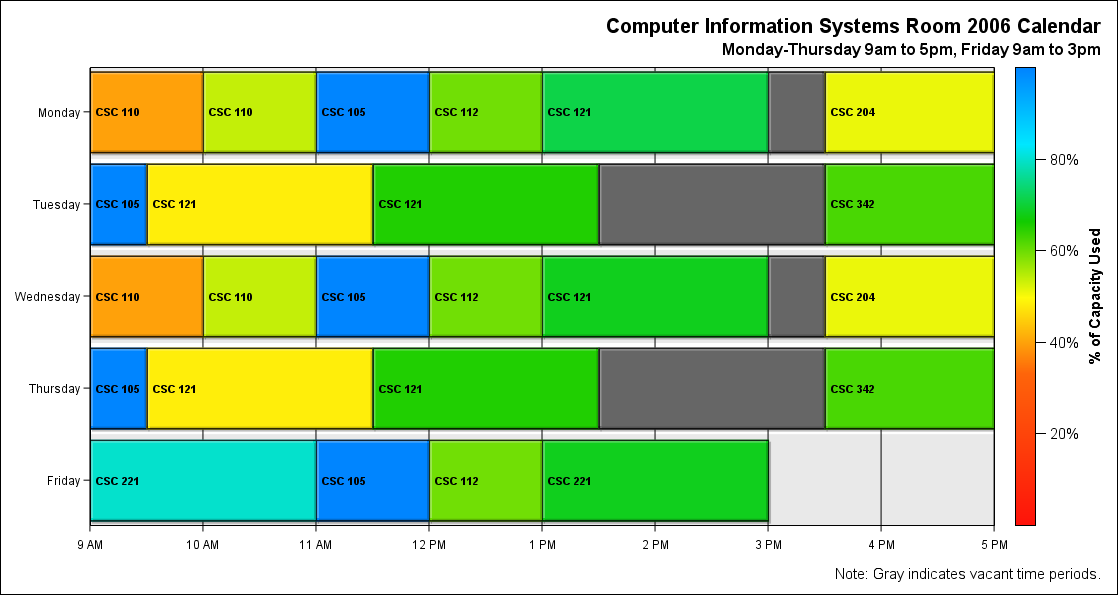 Computer Information Systems Room 2006 Calendar
Monday-Thursday 9am to 5pm, Friday 9am to 3pm
Monday CSC 110 CSC 110 CSC 105 CSC 112 CSC 121 CSC 204
80%
Tuesday CSC 105 CSC 121 CSC 121 CSC 342
60%
% of Capacity Used
Wednesday CSC 110 CSC 110 CSC 105 CSC 112 CSC 121 CSC 204
40%
Thursday CSC 105 CSC 121 CSC 121 CSC 342
20%
Friday CSC 221 CSC 105 CSC 112 CSC 221
9 AM 10 AM 11 AM 12 PM 1 PM 2 PM 3 PM 4 PM 5 PM
Note: Gray indicates vacant time periods.